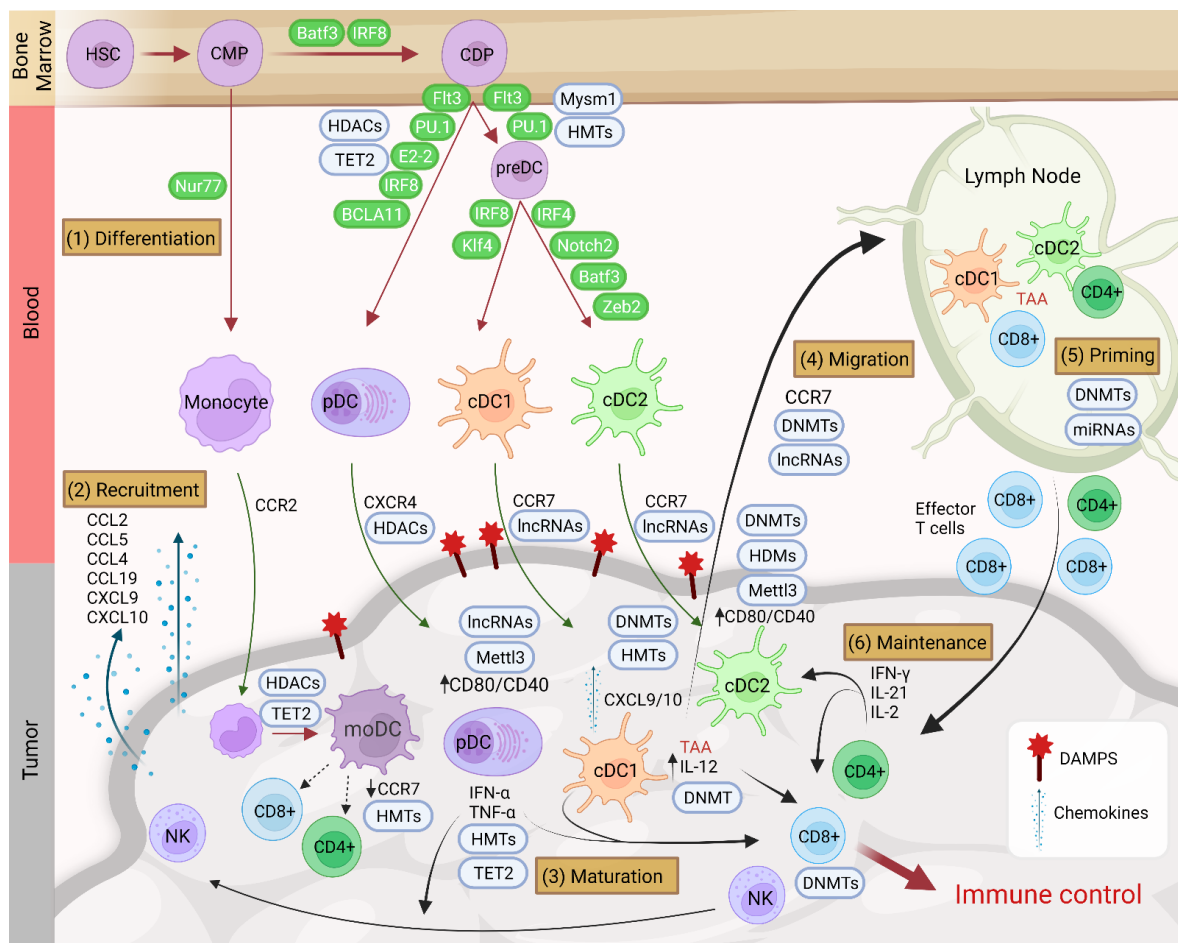 Bone Marrow
HSC
CMP
Batf3 IRF8
CDP
Flt3 Flt3
Mysm1
HDACs
PU.1
PU.1
HMTs
TET2
E2-2
IRF8
BCLA11
preDC
Nur77
IRF8
IRF4
Klf4
Notch2
Batf3
Zeb2
(1) Differentiation
Blood
Monocyte
pDC
cDC1
cDC2
Lymph Node
cDC1
cDC2
TAA
CD4+
CD8+
(4) Migration
CCR7
DNMTs
lncRNAs
(5) Priming
DNMTs
miRNAs
(2) Recruitment
CCL2
CCL5
CCL4
CCL19
CXCL9
CXCL10
CCR2
CXCR4
HDACs
CCR7
lncRNAs
CCR7
lncRNAs
DNMTs
HDMs
Mettl3
CD80/CD40
Effector
T cells
CD8+
CD4+
CD8+
CD8+
Tumor
lncRNAs
Mettl3
CD80/CD40
DNMTs
HMTs
(6) Maintenance
IFN-γ
IL-21
IL-2
HDACs
TET2
moDC
CCR7
HMTs
CD8+
CD4+
NK
pDC
IFN-α
TNF-α
HMTs
TET2
CXCL9/10
cDC1
cDC2
TAA
IL-12
DNMT
(3) Maturation
CD4+
CD8+
DNMTs
NK
Immune control
DAMPS
Chemokines